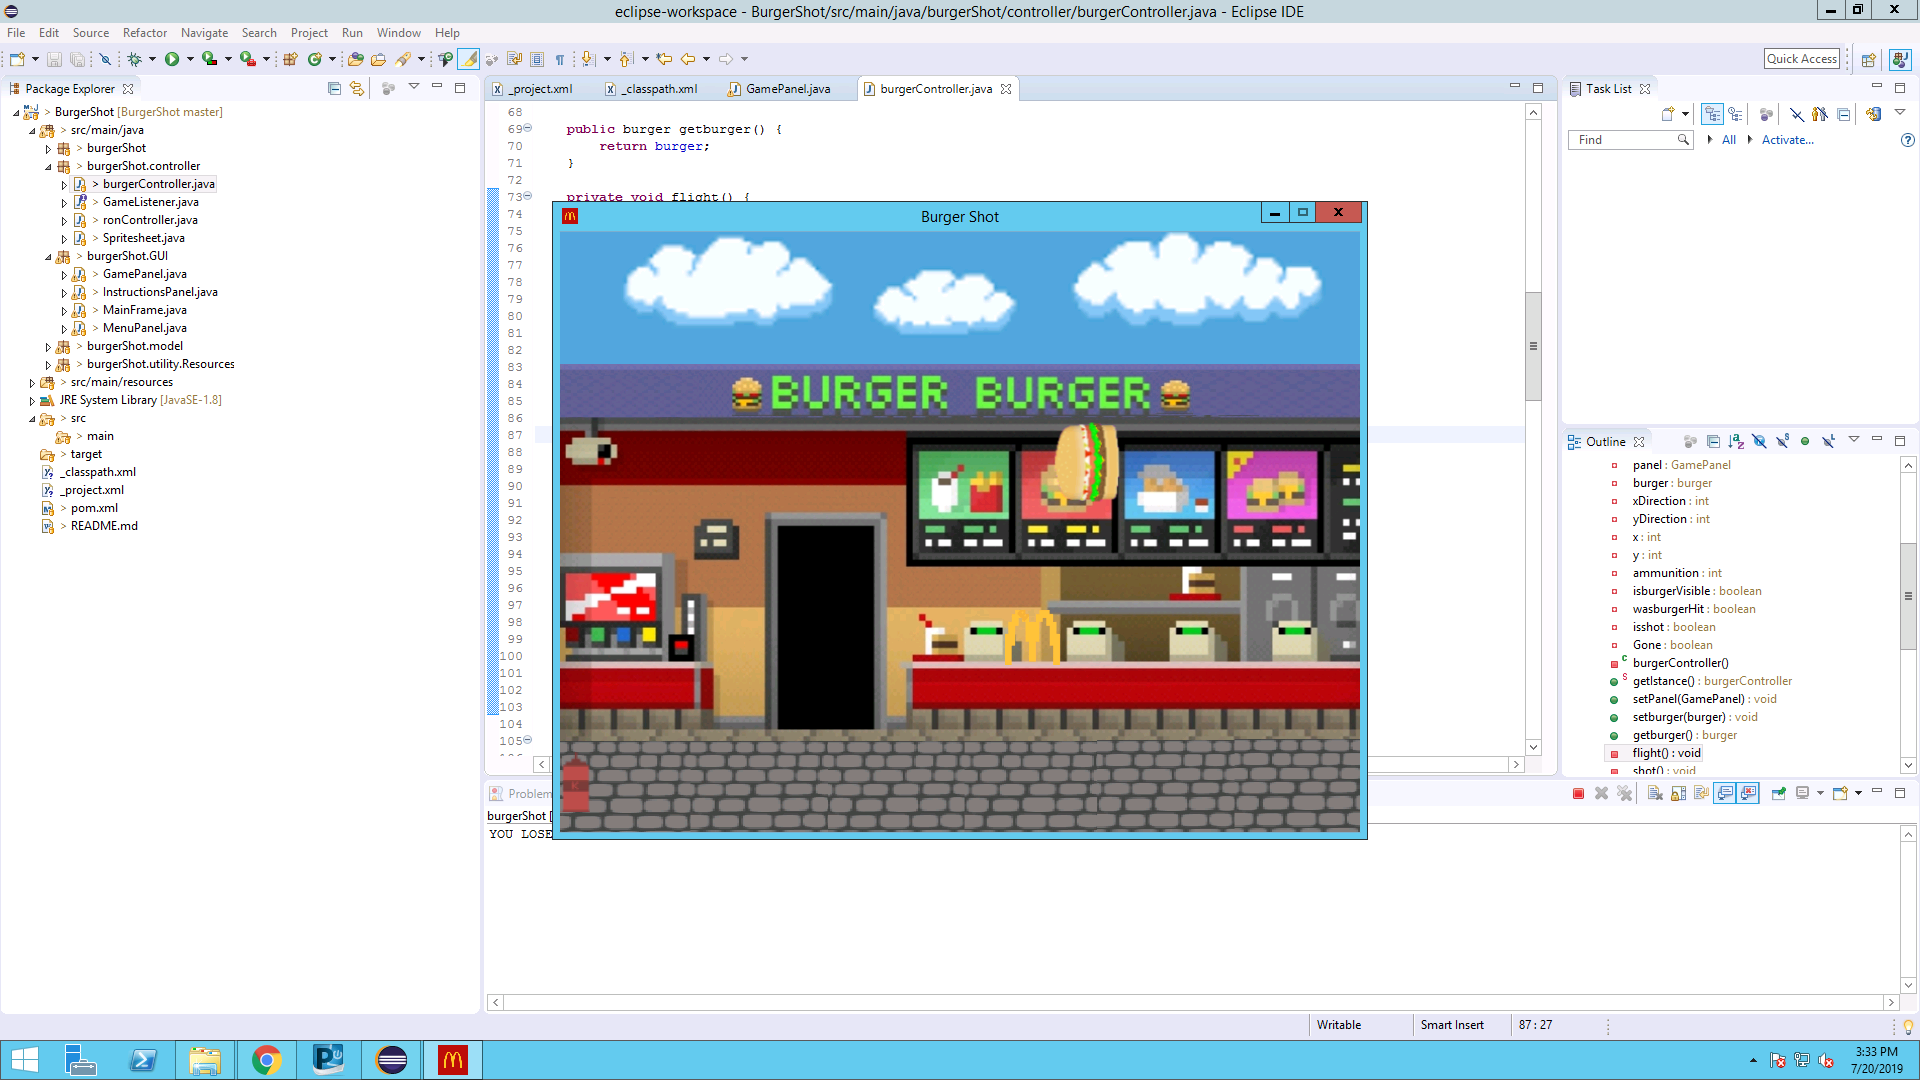 eclipse-workspace - BurgerShot/src/main/java/burgerShot/controller/burgerController.java - Eclipse IDE
File Edit Source Refactor Navigate Search Project Run Window Help
Quick Access
Package Explorer
> BurgerShot [BurgerShot master]
> src/main/java
> burgerShot
> burgerShot.controller
> burgerController.java
> GameListener.java
> ronController.java
> Spritesheet.java
> burgerShot.GUI
> GamePanel.java
> InstructionsPanel.java
> MainFrame.java
> MenuPanel.java
> burgerShot.model
> burgerShot.utility.Resources
> src/main/resources
JRE System Library [JavaSE-1.8]
> src
> main
> target
_classpath.xml
_project.xml
> pom.xml
> README.md
_project.xml _classpath.xml GamePanel.java burgerController.java
68
69 public burger getburger() {
70 return burger;
71 }
72
73 private void flight() {
74
75
76
77
78
79
80
81
82
83
84
85
86
87
88
89
90
91
92
93
94
95
96
97
98
99
100
101
102
103
104
105
Burger Shot
BURGER BURGER
Problem
burgerShot [
YOU LOSE
Task List
Find All Activate...
Outline
panel : GamePanel
burger : burger
xDirection : int
yDirection : int
x : int
y : int
ammunition : int
isburgerVisible : boolean
wasburgerHit : boolean
isshot : boolean
Gone : boolean
burgerController()
getIstance() : burgerController
setPanel(GamePanel) : void
setburger(burger) : void
getburger() : burger
flight() : void
shot() : void
Writable Smart Insert 87 : 27
3:33 PM
7/20/2019